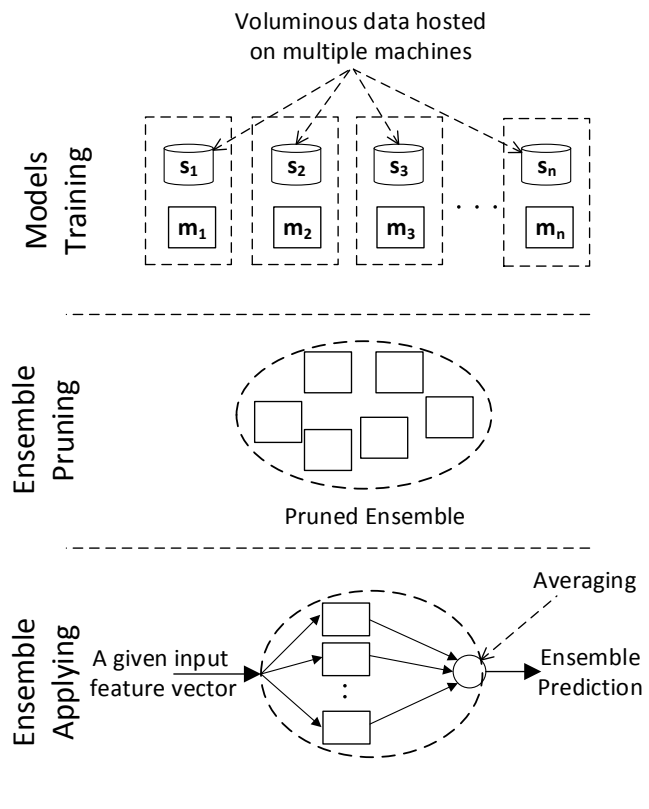 Voluminous data hosted
on multiple machines
Models
Training
s1 s2 s3 sn
. . .
m1 m2 m3 mn
Ensemble
Pruning
Pruned Ensemble
Ensemble
Applying
Averaging
A given input
feature vector
Ensemble
Prediction